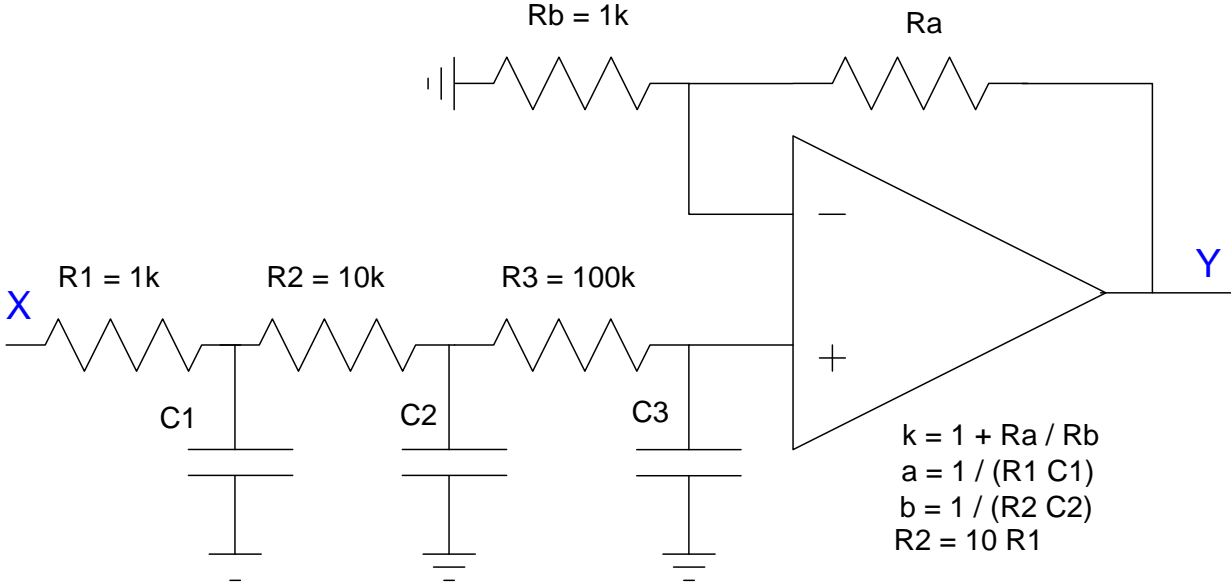 Rb = 1k
Ra
R1 = 1k
R2 = 10k
R3 = 100k
X
Y
C1
C2
C3
k = 1 + Ra / Rb
a = 1 / (R1 C1)
b = 1 / (R2 C2)
R2 = 10 R1